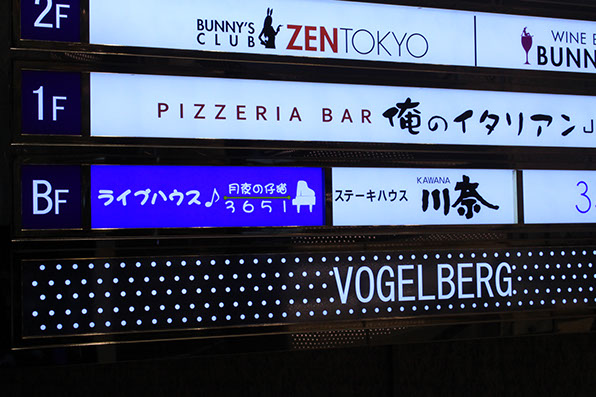 2F
BUNNY'S
CLUB
ZENTOKYO
WINE B
BUNN
1F
PIZZERIA BAR 俺のイタリアン J
BF
ライブハウス♪
月夜の仔猫
3651
ステーキハウス
KAWANA
川奈
3
VOGELBERG